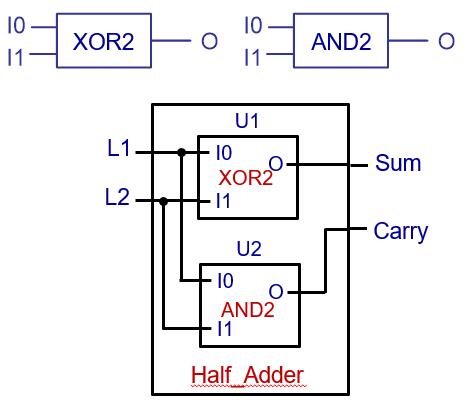 I0 XOR2 O
I1
I0 AND2 O
I1
U1
L1 I0 O Sum
XOR2
L2 I1
Carry
U2
I0 O
AND2
I1
Half_Adder